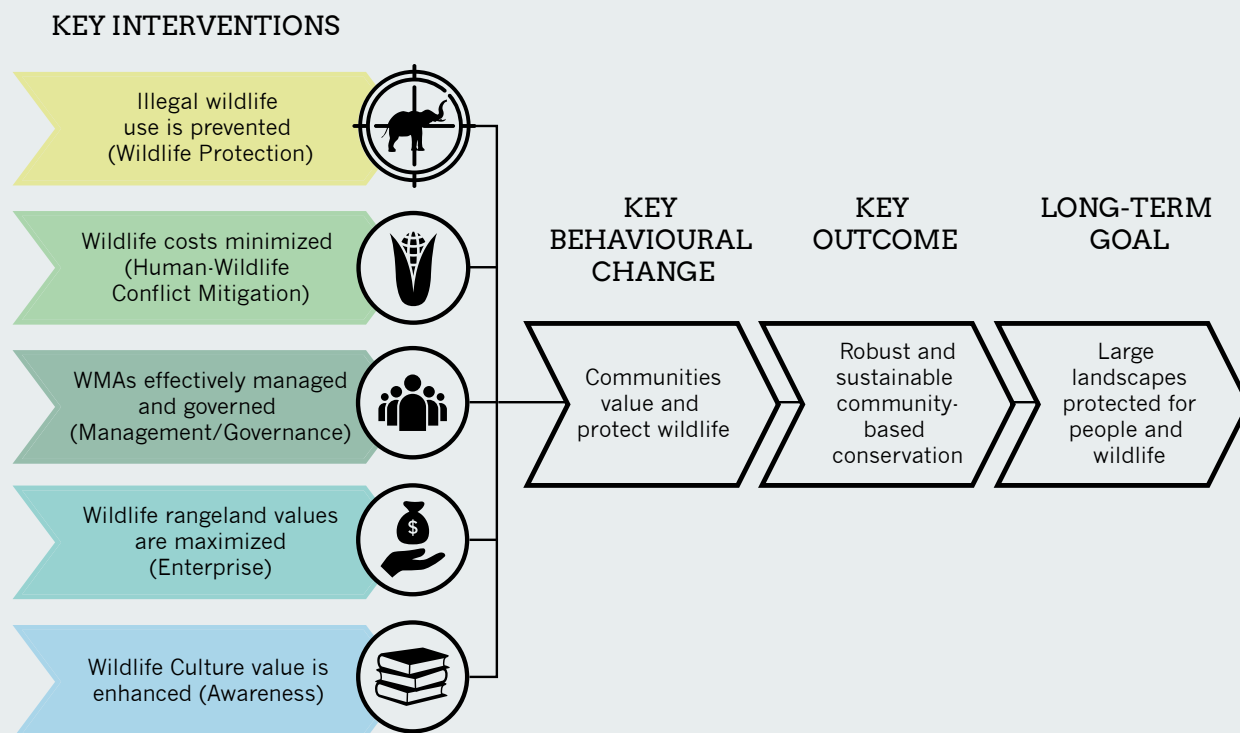 KEY INTERVENTIONS
Illegal wildlife
use is prevented
(Wildlife Protection)
Wildlife costs minimized
(Human-Wildlife
Conflict Mitigation)
WMAs effectively managed
and governed
(Management/Governance)
Wildlife rangeland values
are maximized
(Enterprise)
$
Wildlife Culture value is
enhanced (Awareness)
KEY
BEHAVIOURAL
CHANGE
Communities
value and
protect wildlife
KEY
OUTCOME
Robust and
sustainable
community-
based
conservation
LONG-TERM
GOAL
Large
landscapes
protected for
people and
wildlife